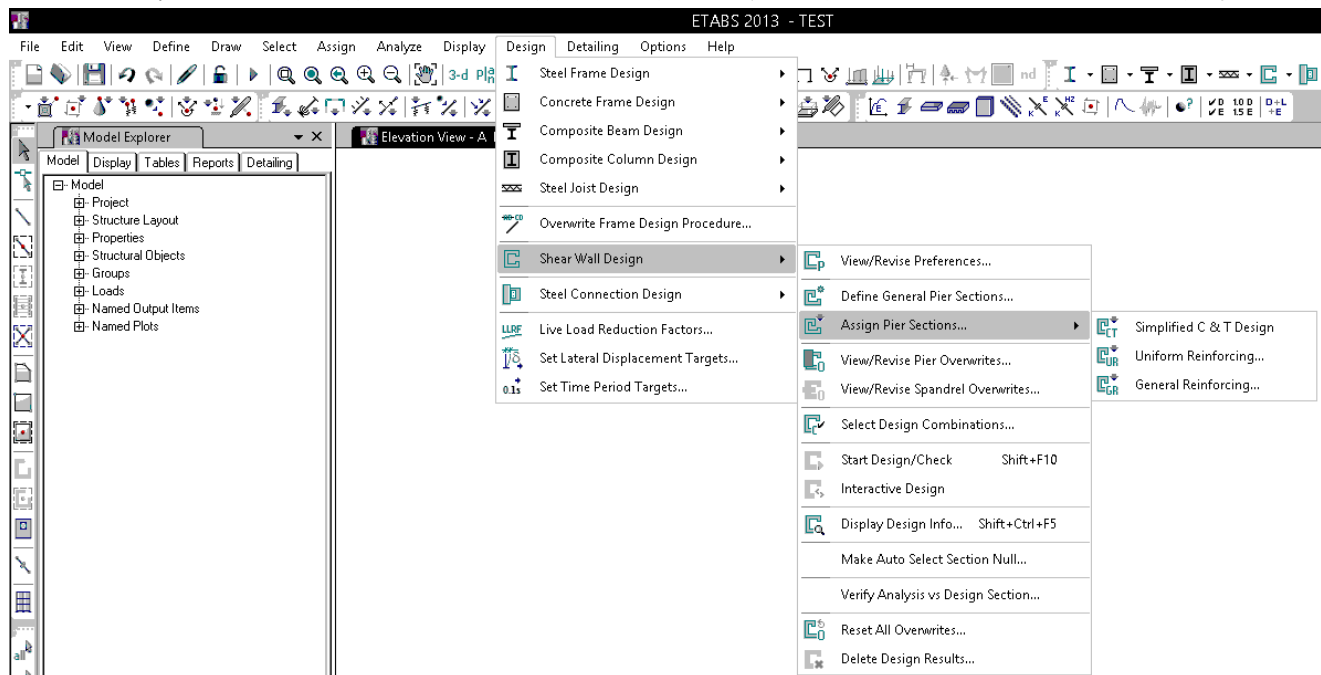 ETABS 2013 - TEST
File Edit View Define Draw Select Assign Analyze Display Design Detailing Options Help
3-d
nd
Model Explorer
Elevation View - A
Model Display Tables Reports Detailing
Model
Project
Structure Layout
Properties
Structural Objects
Groups
Loads
Named Output Items
Named Plots
all
Steel Frame Design
Concrete Frame Design
Composite Beam Design
Composite Column Design
Steel Joist Design
Overwrite Frame Design Procedure...
Shear Wall Design
Steel Connection Design
LLRF Live Load Reduction Factors...
Set Lateral Displacement Targets...
0.1s Set Time Period Targets...
View/Revise Preferences...
Define General Pier Sections...
Assign Pier Sections...
View/Revise Pier Overwrites...
View/Revise Spandrel Overwrites...
Select Design Combinations...
Start Design/Check Shift+F10
Interactive Design
Display Design Info... Shift+Ctrl+F5
Make Auto Select Section Null...
Verify Analysis vs Design Section...
Reset All Overwrites...
Delete Design Results...
Simplified C & T Design
Uniform Reinforcing...
General Reinforcing...